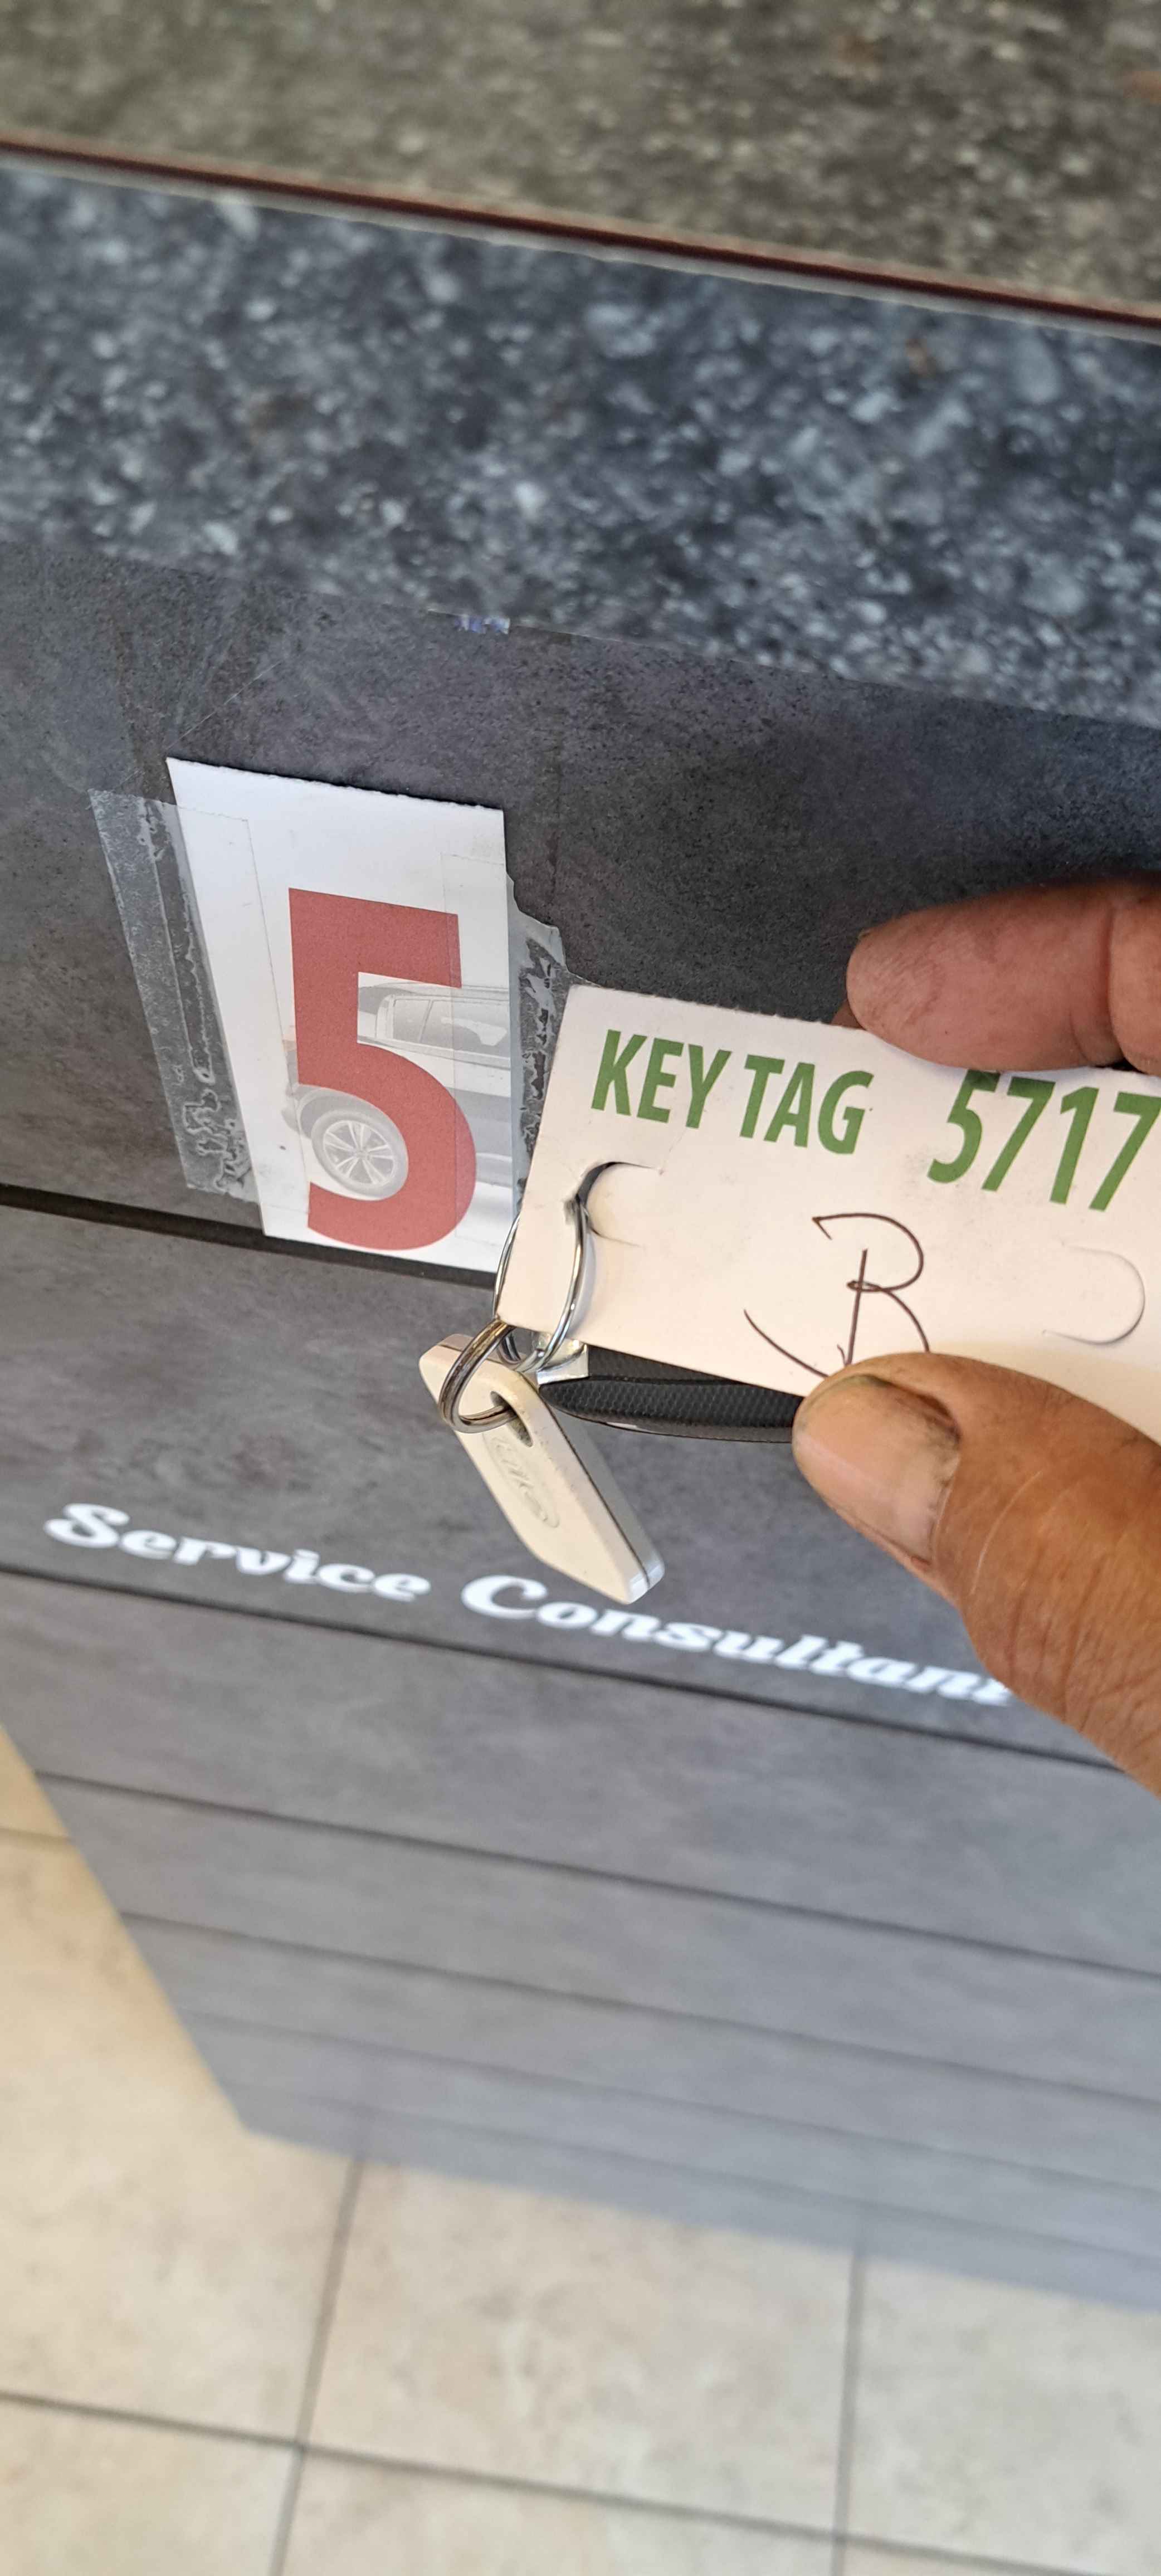 5
KEY TAG 5717
B
Service Consultant